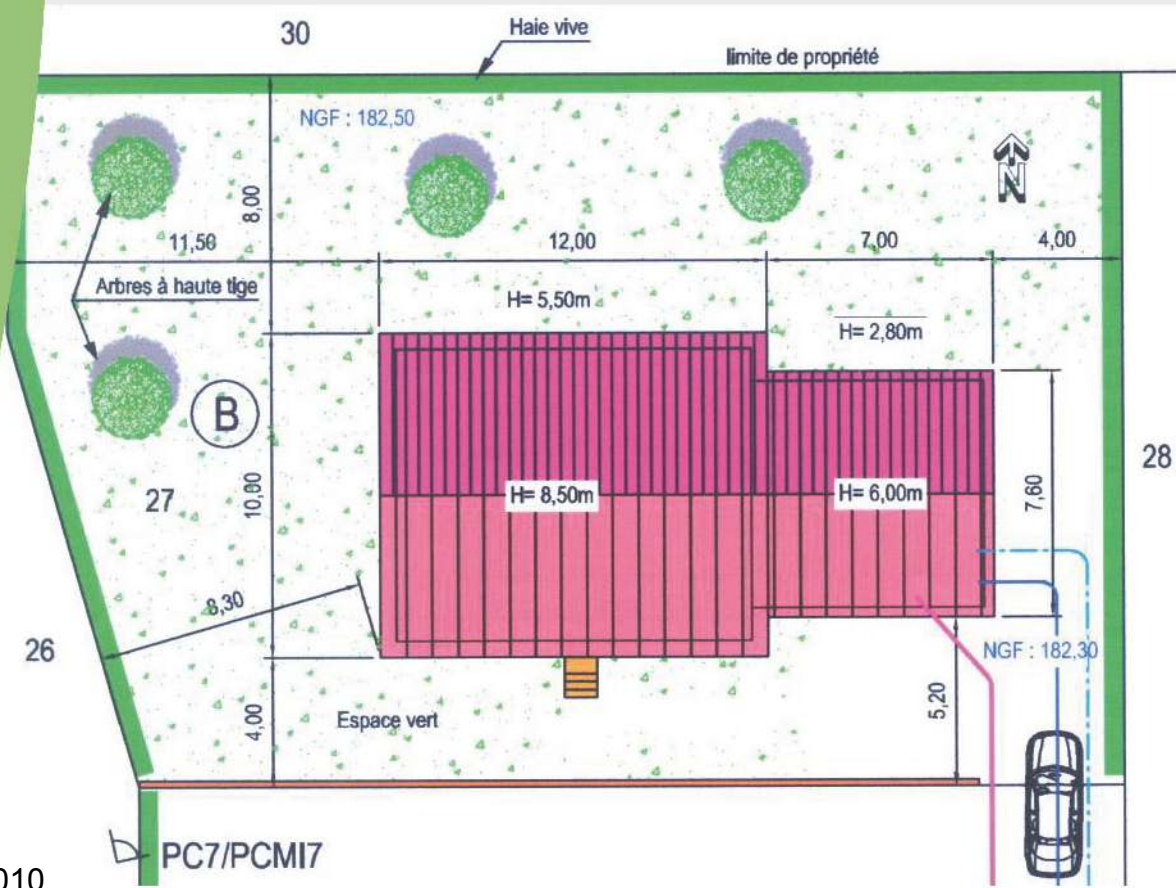 30
Haie vive
limite de propriété
NGF : 182,50
N
8,00
11,50
12,00
7,00
4,00
Arbres à haute tige
H= 5,50m
H= 2,80m
B
27
10,00
H= 8,50m
H= 6,00m
7,60
28
8,30
26
NGF : 182,30
4,00
Espace vert
5,20
PC7/PCMI7
010